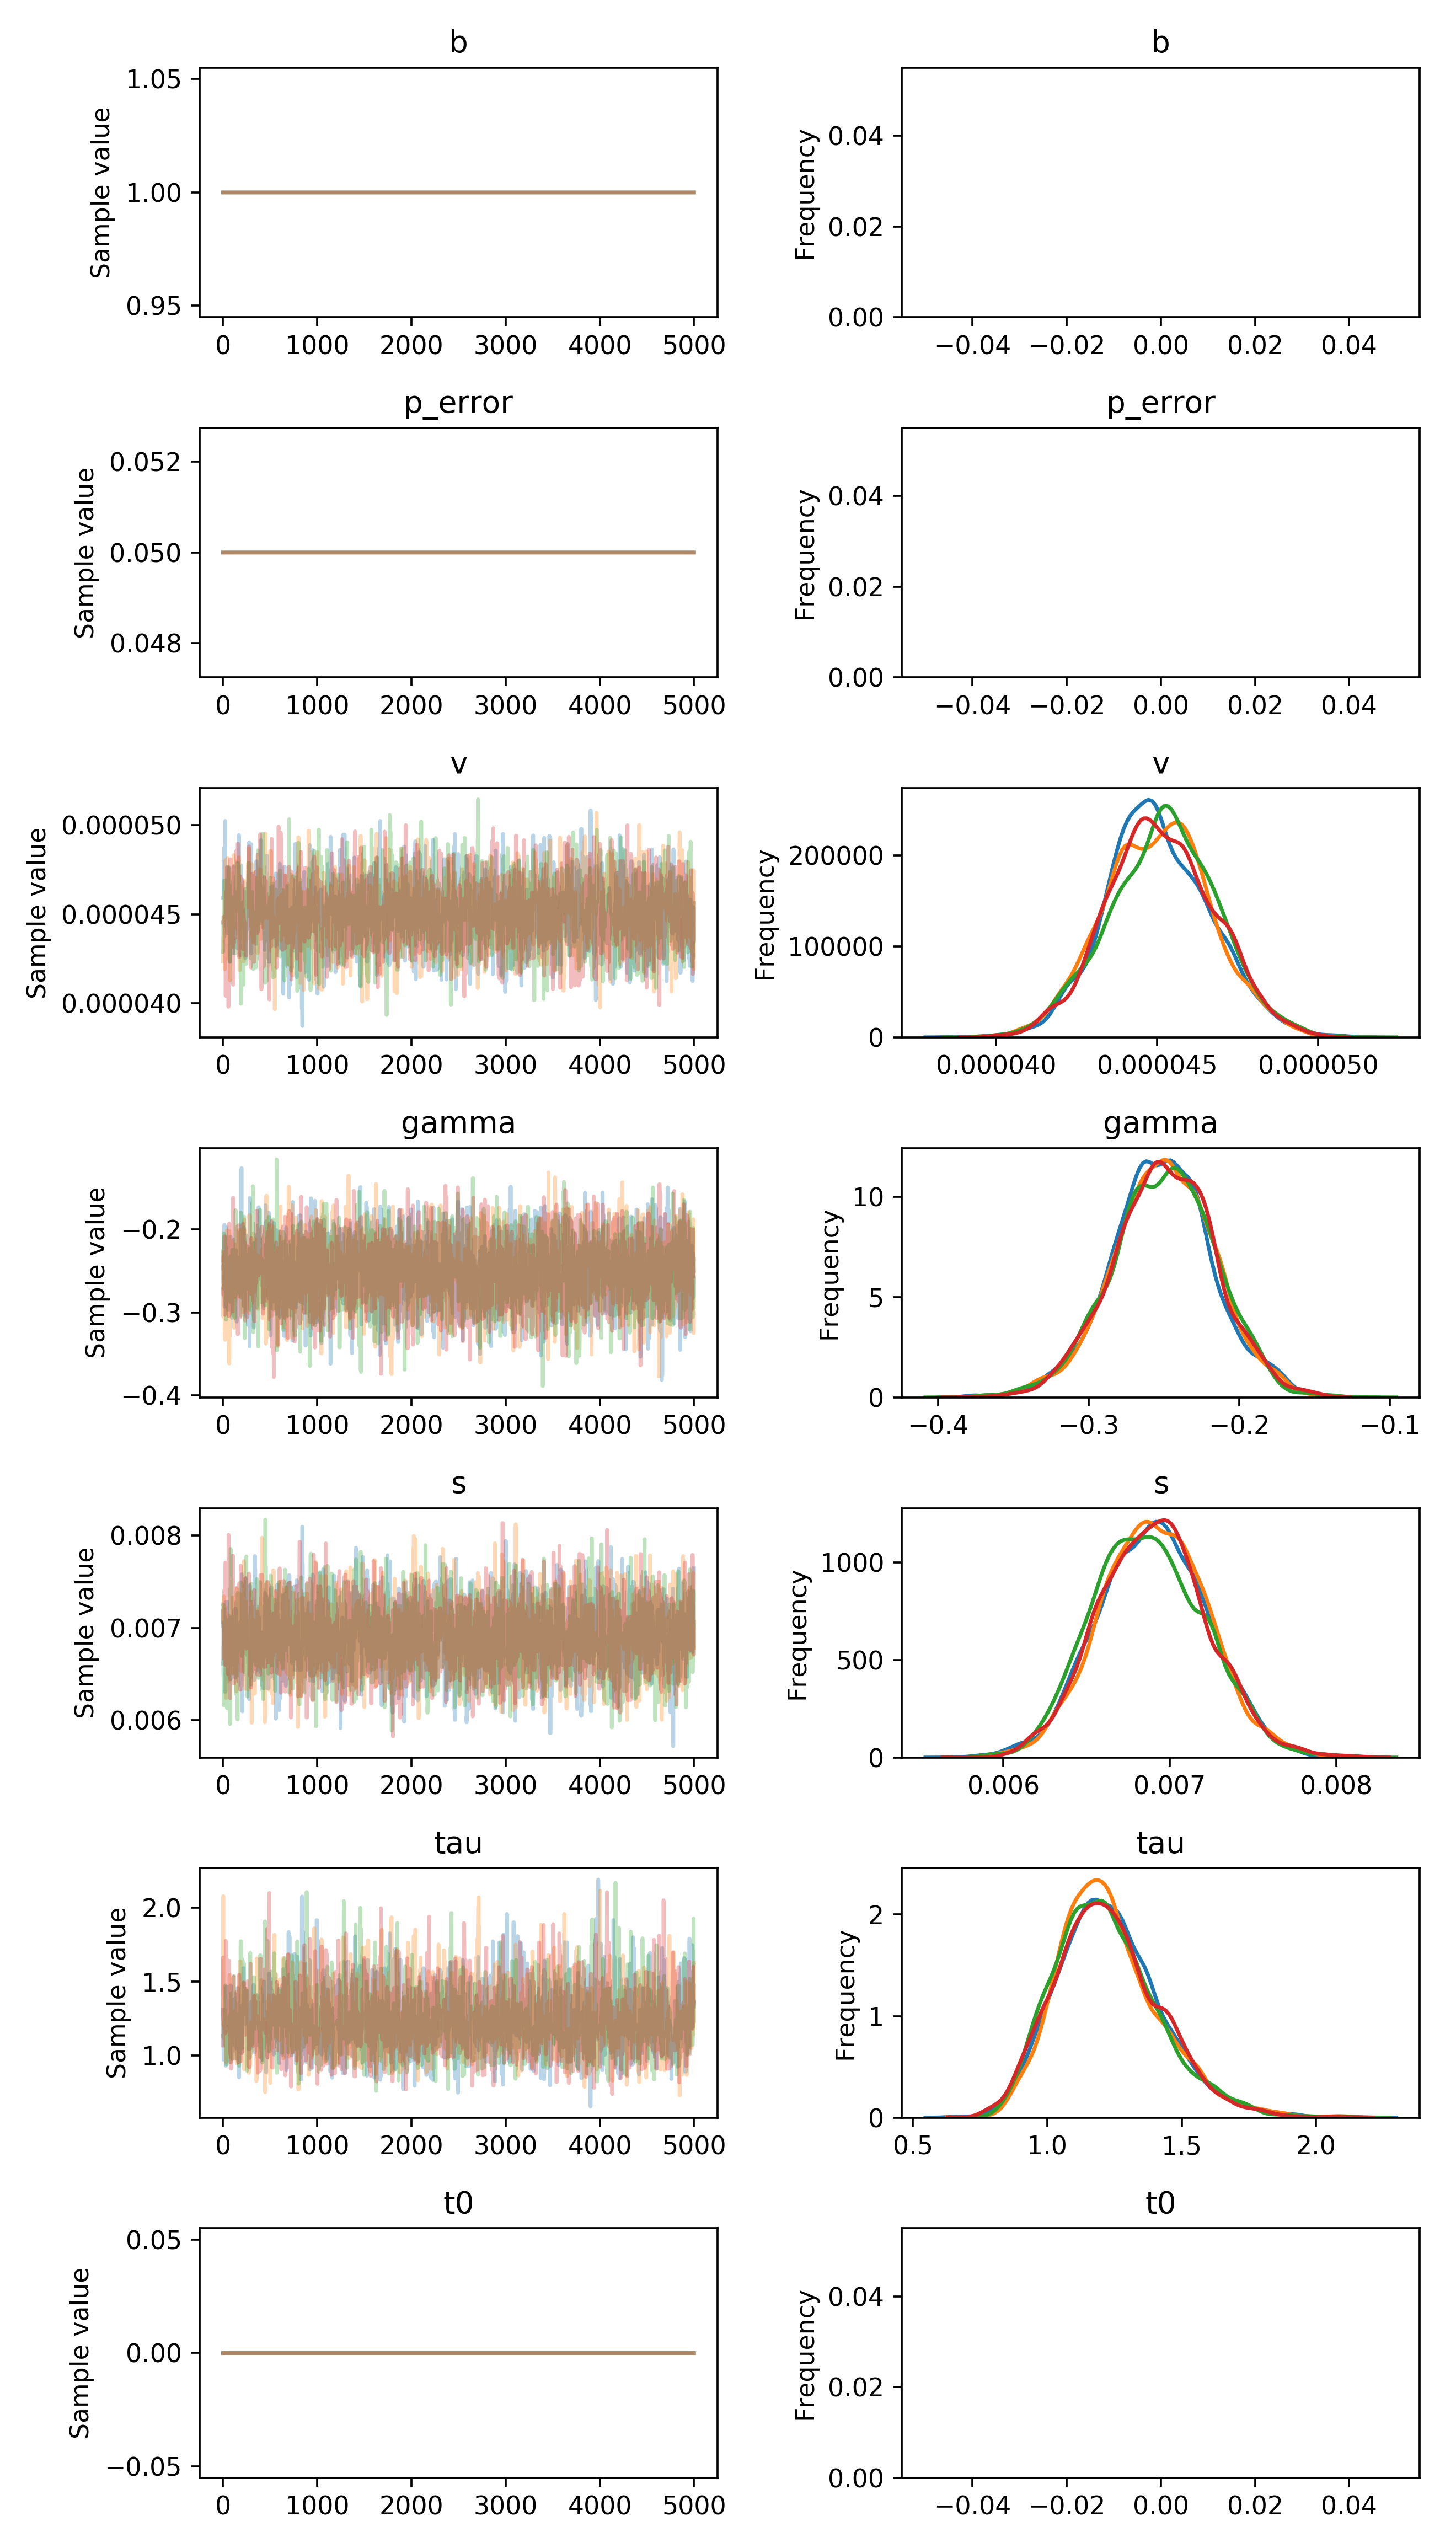 b
b
Sample value
1.05
1.00
0.95
0 1000 2000 3000 4000 5000
Frequency
0.04
0.02
0.00
−0.04 −0.02 0.00 0.02 0.04
p_error
p_error
Sample value
0.052
0.050
0.048
0 1000 2000 3000 4000 5000
Frequency
0.04
0.02
0.00
−0.04 −0.02 0.00 0.02 0.04
v
v
Sample value
0.000050
0.000045
0.000040
0 1000 2000 3000 4000 5000
Frequency
200000
100000
0
0.000040 0.000045 0.000050
gamma
gamma
Sample value
−0.2
−0.3
−0.4
0 1000 2000 3000 4000 5000
Frequency
10
5
0
−0.4 −0.3 −0.2 −0.1
s
s
Sample value
0.008
0.007
0.006
0 1000 2000 3000 4000 5000
Frequency
1000
500
0
0.006 0.007 0.008
tau
tau
Sample value
2.0
1.5
1.0
0 1000 2000 3000 4000 5000
Frequency
2
1
0
0.5 1.0 1.5 2.0
t0
t0
Sample value
0.05
0.00
−0.05
0 1000 2000 3000 4000 5000
Frequency
0.04
0.02
0.00
−0.04 −0.02 0.00 0.02 0.04